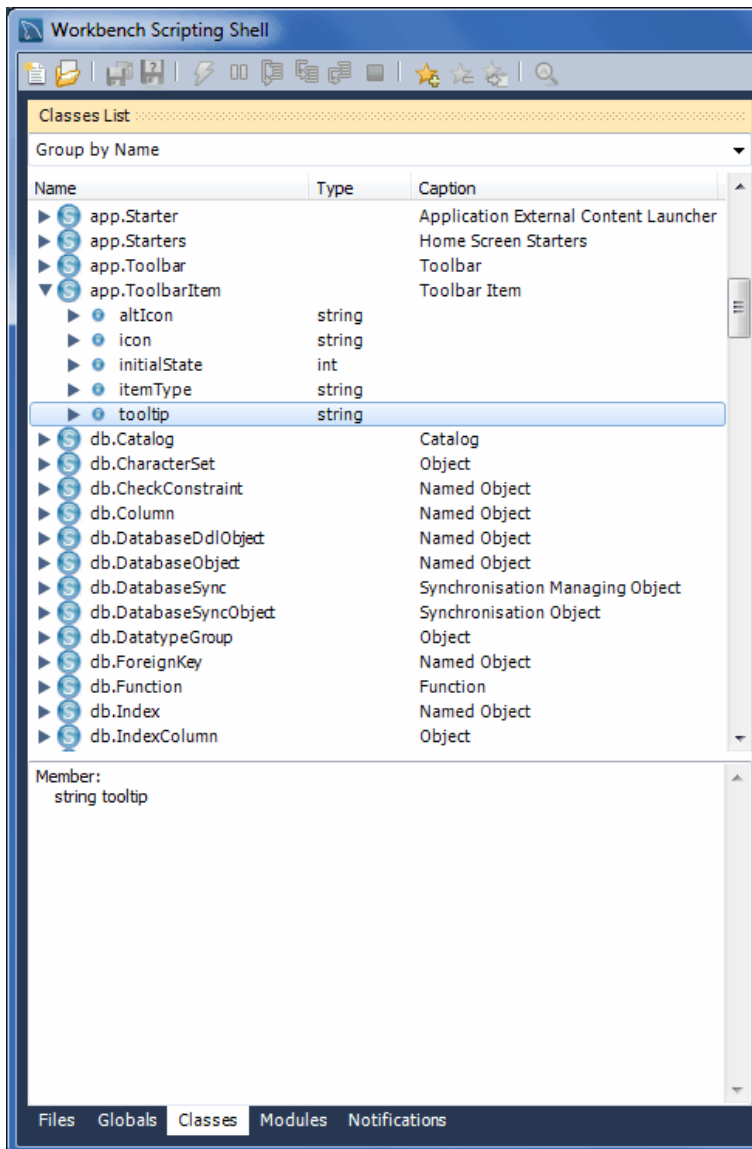 Workbench Scripting Shell
Classes List
Group by Name
Name Type Caption
app.Starter Application External Content Launcher
app.Starters Home Screen Starters
app.Toolbar Toolbar
app.ToolbarItem Toolbar Item
altIcon string
icon string
initialState int
itemType string
tooltip string
db.Catalog Catalog
db.CharacterSet Object
db.CheckConstraint Named Object
db.Column Named Object
db.DatabaseDdlObject Named Object
db.DatabaseObject Named Object
db.DatabaseSync Synchronisation Managing Object
db.DatabaseSyncObject Synchronisation Object
db.DatatypeGroup Object
db.ForeignKey Named Object
db.Function Function
db.Index Named Object
db.IndexColumn Object
Member:
string tooltip
Files Globals Classes Modules Notifications